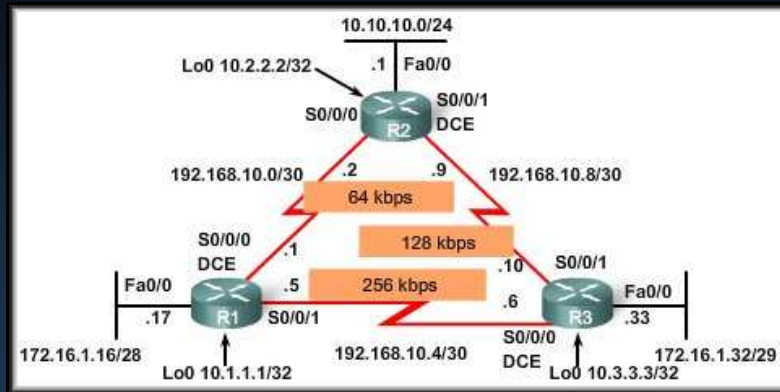 10.10.10.0/24
Lo0 10.2.2.2/32
.1
Fa0/0
S0/0/0
S0/0/1
DCE
R2
192.168.10.0/30
.2
.9
192.168.10.8/30
64 kbps
S0/0/0
DCE
.1
128 kbps
.10
S0/0/1
Fa0/0
.17
R1
.5
S0/0/1
256 kbps
.6
S0/0/0
DCE
R3
Fa0/0
.33
172.16.1.16/28
192.168.10.4/30
172.16.1.32/29
Lo0 10.1.1.1/32
Lo0 10.3.3.3/32